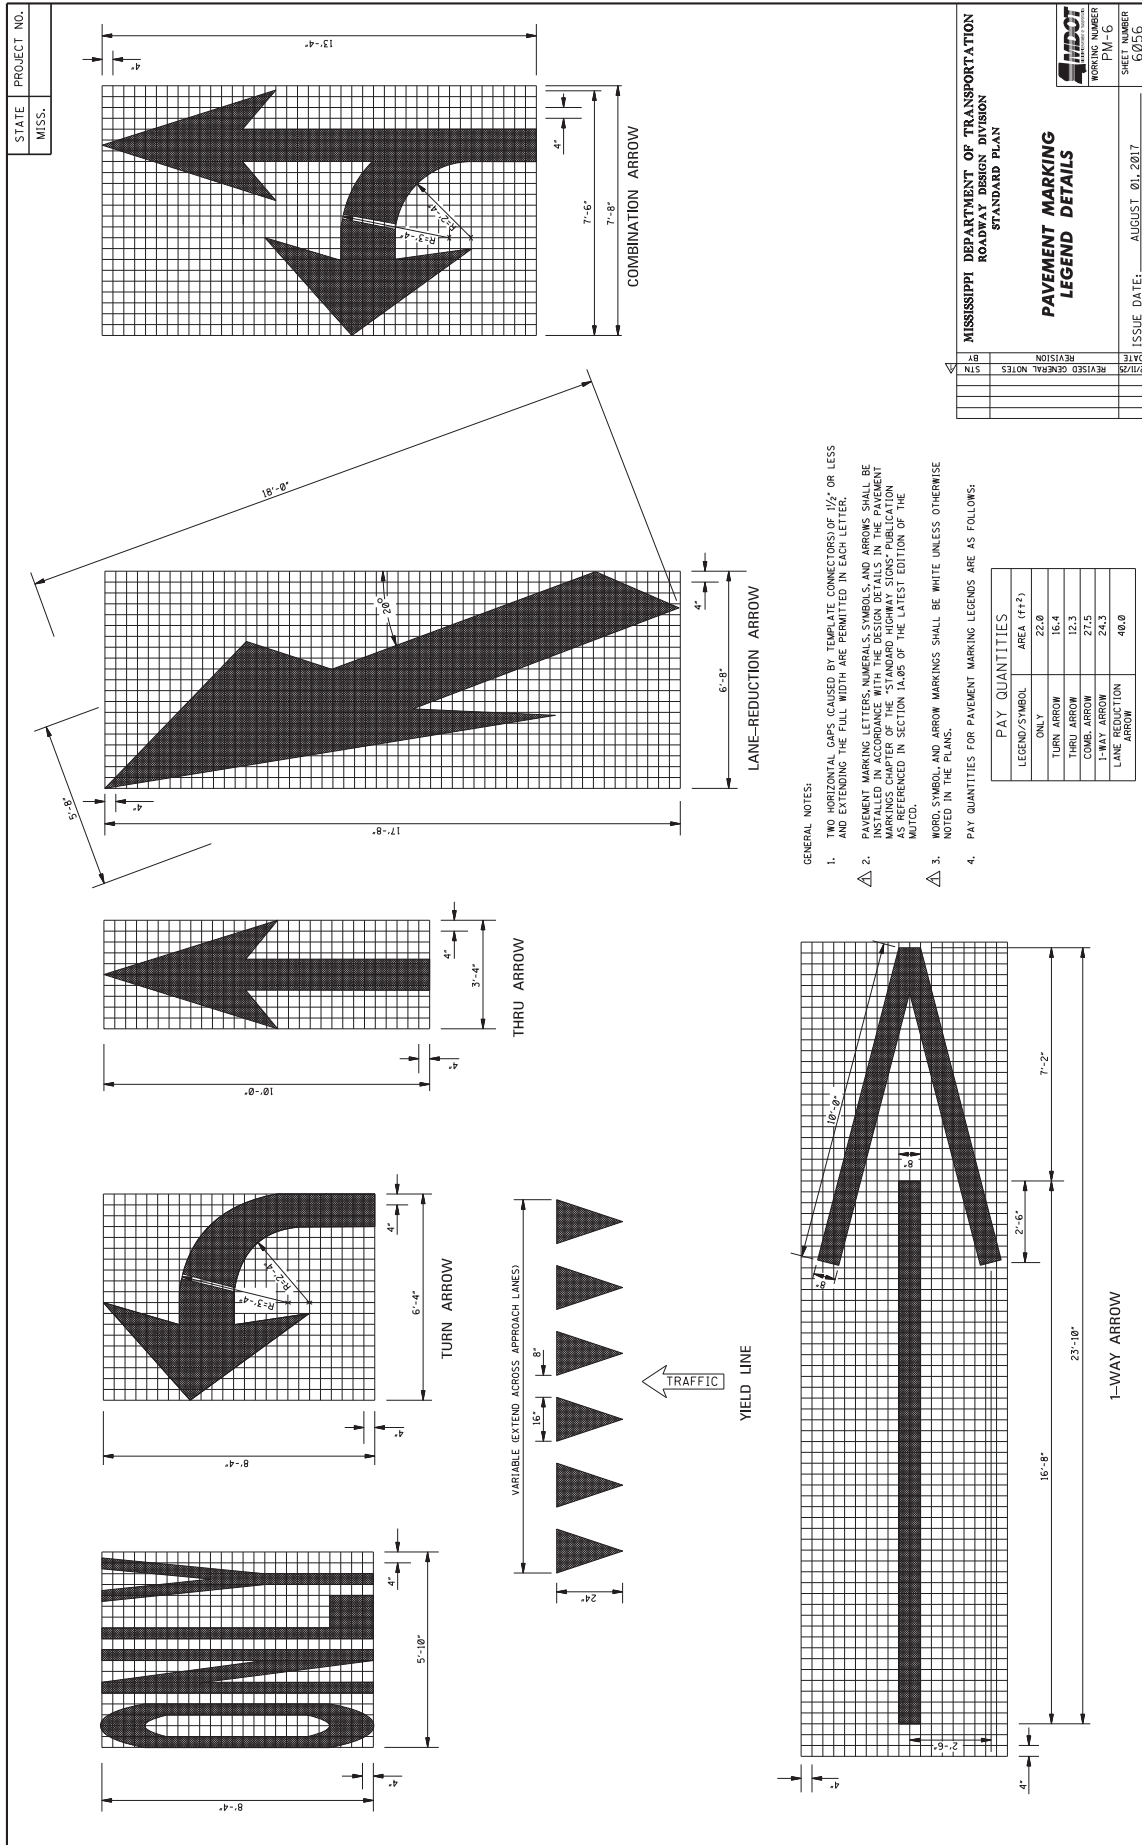 STATE PROJECT NO.
MISS.
8'-4"
4"
5'-10"
4"
8'-4"
4"
R=3'-4"
R=2'-4"
6'-4"
4"
TURN ARROW
10'-0"
4"
3'-4"
4"
THRU ARROW
5'-8"
18'-0"
17'-8"
4"
20°
6'-8"
4"
LANE-REDUCTION ARROW
13'-4"
4"
R=3'-4"
R=2'-4"
4"
7'-6"
7'-8"
COMBINATION ARROW
VARIABLE (EXTEND ACROSS APPROACH LANES)
24"
16"
8"
TRAFFIC
YIELD LINE
4"
2'-6"
4"
8"
10'-0"
8"
2'-6"
16'-8"
7'-2"
23'-10"
1-WAY ARROW
GENERAL NOTES:
1. TWO HORIZONTAL GAPS (CAUSED BY TEMPLATE CONNECTORS) OF 1½" OR LESS
AND EXTENDING THE FULL WIDTH ARE PERMITTED IN EACH LETTER.
1 2. PAVEMENT MARKING LETTERS, NUMERALS, SYMBOLS, AND ARROWS SHALL BE
INSTALLED IN ACCORDANCE WITH THE DESIGN DETAILS IN THE PAVEMENT
MARKINGS CHAPTER OF THE "STANDARD HIGHWAY SIGNS" PUBLICATION
AS REFERENCED IN SECTION 1A.05 OF THE LATEST EDITION OF THE
MUTCD.
1 3. WORD, SYMBOL, AND ARROW MARKINGS SHALL BE WHITE UNLESS OTHERWISE
NOTED IN THE PLANS.
4. PAY QUANTITIES FOR PAVEMENT MARKING LEGENDS ARE AS FOLLOWS:
PAY QUANTITIES
LEGEND/SYMBOL AREA (ft²)
ONLY 22.0
TURN ARROW 16.4
THRU ARROW 12.3
COMB. ARROW 27.5
1-WAY ARROW 24.3
LANE REDUCTION ARROW 40.0
STN REVISED GENERAL NOTES
BY REVISION DATE
MISSISSIPPI DEPARTMENT OF TRANSPORTATION
ROADWAY DESIGN DIVISION
STANDARD PLAN
PAVEMENT MARKING
LEGEND DETAILS
ISSUE DATE: AUGUST 01, 2017
MDOT
WORKING NUMBER
PM-6
SHEET NUMBER
6056
ONLY